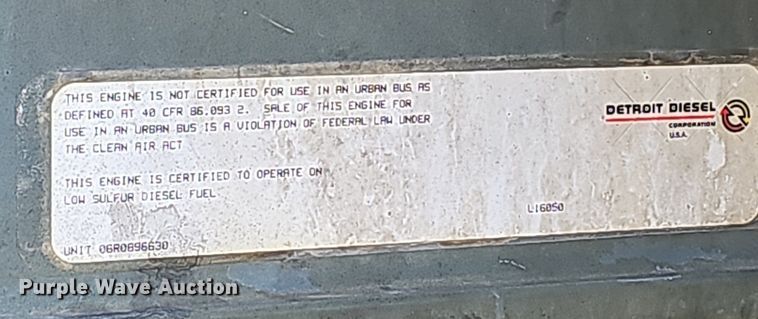 THIS ENGINE IS NOT CERTIFIED FOR USE IN AN URBAN BUS AS
DEFINED AT 40 CFR 86.093 2. SALE OF THIS ENGINE FOR
USE IN AN URBAN BUS IS A VIOLATION OF FEDERAL LAW UNDER
THE CLEAN AIR ACT
THIS ENGINE IS CERTIFIED TO OPERATE ON
LOW SULFUR DIESEL FUEL
UNIT 06R0896630
DETROIT DIESEL
CORPORATION
U.S.A.
L16050
Purple Wave Auction